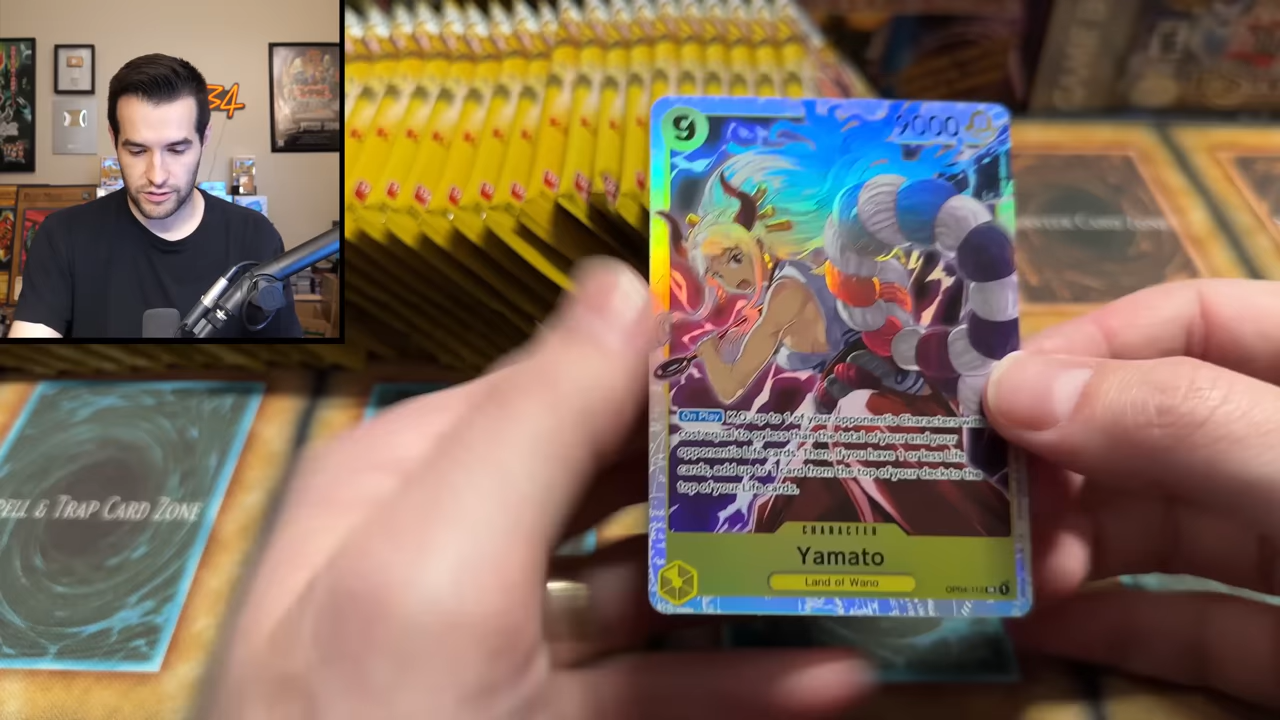 34
9
9000
On Play K.O. up to 1 of your opponent's Characters with
cost equal to or less than the total of your and your
opponent's Life cards. Then, if you have 1 or less Life
cards, add up to 1 card from the top of your deck to the
top of your Life cards.
CHARACTER
Yamato
Land of Wano
1
PELL & TRAP CARD ZONE